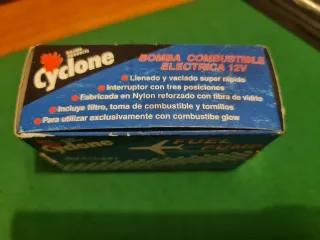 Cyclone
BOMBA COMBUSTIBLE
ELECTRICA 12V
Llenado y vaciado super rápido
Interruptor con tres posiciones
Fabricada en Nylon reforzado con fibra de vidrio
Incluye filtro, toma de combustible y tornillos
Para utilizar exclusivamente con combustibe glow
FUEL